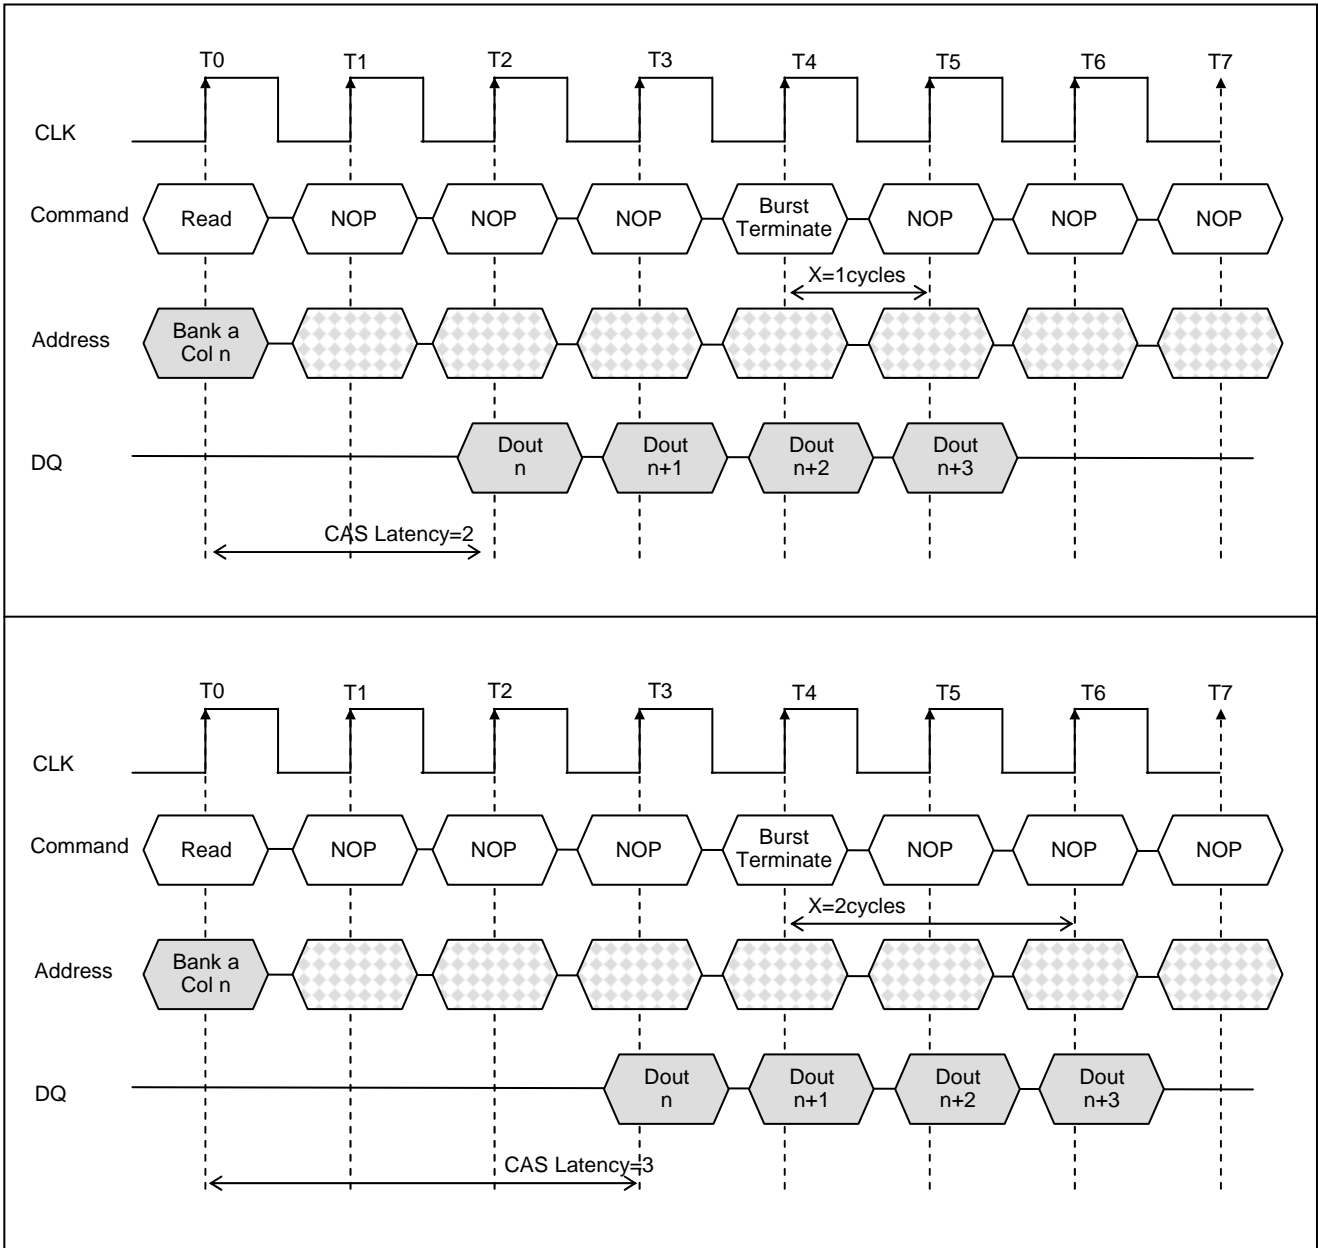 T0 T1 T2 T3 T4 T5 T6 T7
CLK
Command Read NOP NOP NOP Burst Terminate NOP NOP NOP
X=1cycles
Address Bank a Col n
DQ Dout n Dout n+1 Dout n+2 Dout n+3
CAS Latency=2
T0 T1 T2 T3 T4 T5 T6 T7
CLK
Command Read NOP NOP NOP Burst Terminate NOP NOP NOP
X=2cycles
Address Bank a Col n
DQ Dout n Dout n+1 Dout n+2 Dout n+3
CAS Latency=3